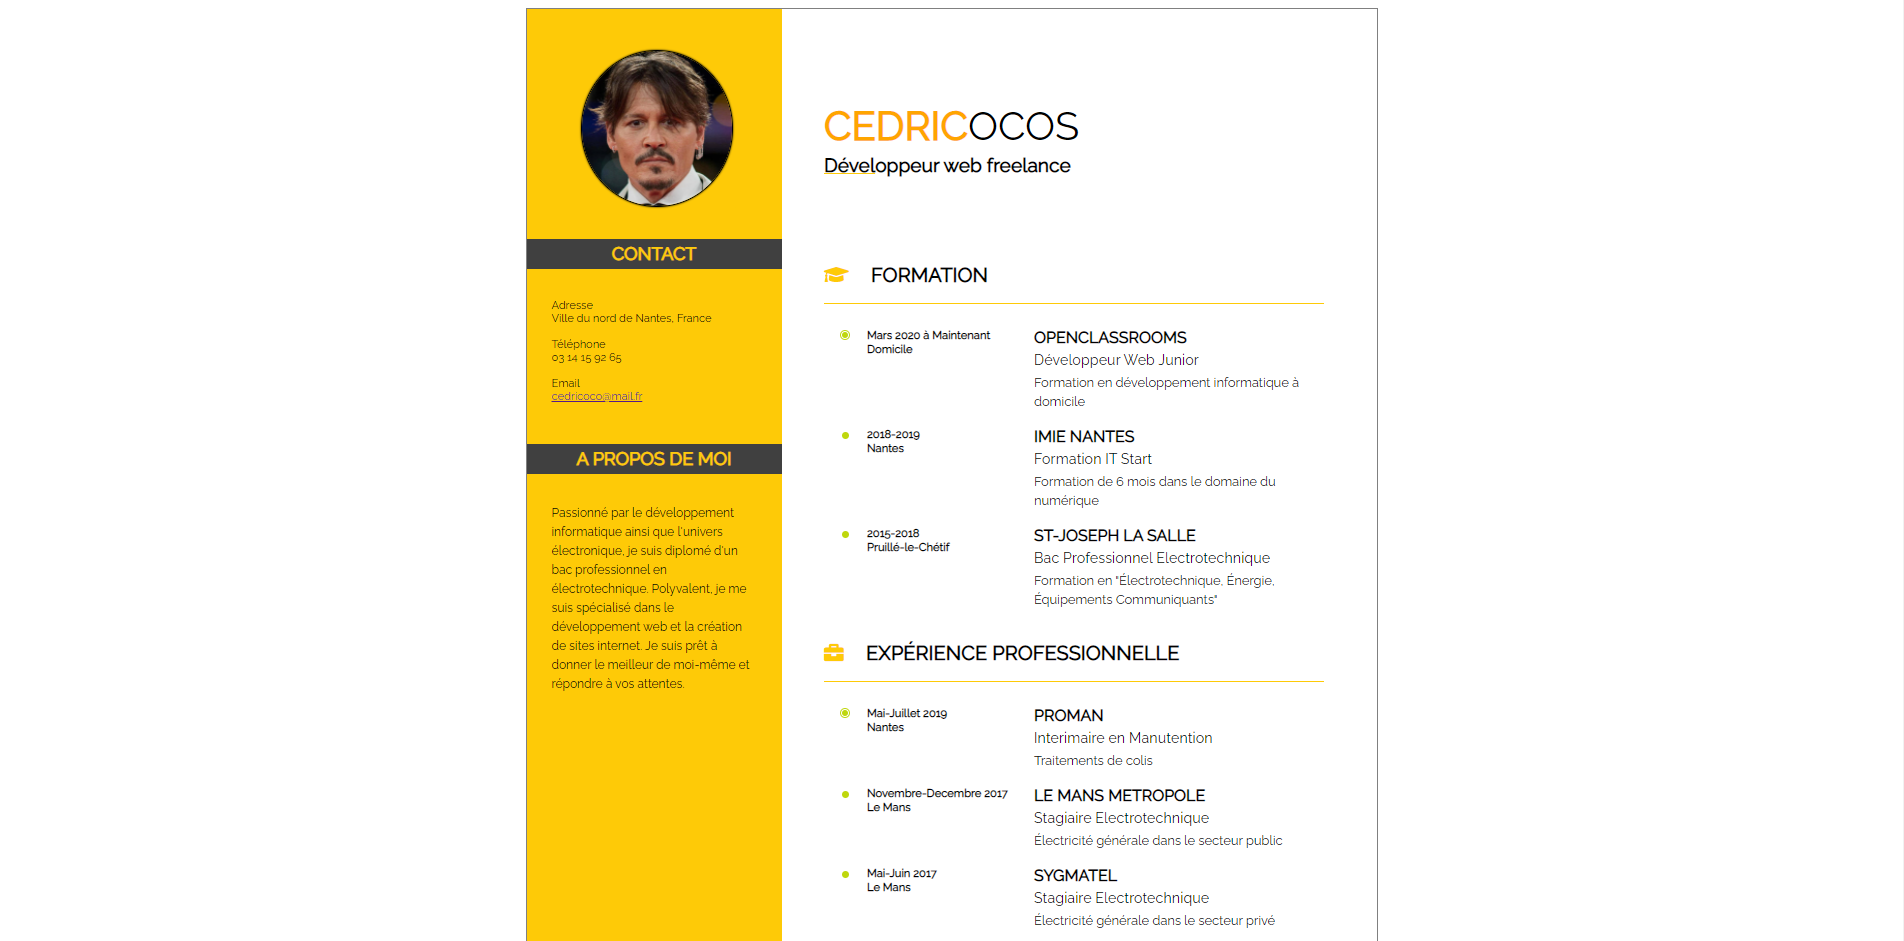 CEDRICOCOS
Développeur web freelance
CONTACT
Adresse
Ville du nord de Nantes, France
Téléphone
03 14 15 92 65
Email
cedricoco@mail.fr
A PROPOS DE MOI
Passionné par le développement
informatique ainsi que l'univers
électronique, je suis diplomé d'un
bac professionnel en
électrotechnique. Polyvalent, je me
suis spécialisé dans le
développement web et la création
de sites internet. Je suis prêt à
donner le meilleur de moi-même et
répondre à vos attentes.
FORMATION
Mars 2020 à Maintenant
Domicile
OPENCLASSROOMS
Développeur Web Junior
Formation en développement informatique à
domicile
2018-2019
Nantes
IMIE NANTES
Formation IT Start
Formation de 6 mois dans le domaine du
numérique
2015-2018
Pruillé-le-Chétif
ST-JOSEPH LA SALLE
Bac Professionnel Electrotechnique
Formation en "Électrotechnique, Énergie,
Équipements Communiquants"
EXPÉRIENCE PROFESSIONNELLE
Mai-Juillet 2019
Nantes
PROMAN
Interimaire en Manutention
Traitements de colis
Novembre-Decembre 2017
Le Mans
LE MANS METROPOLE
Stagiaire Electrotechnique
Électricité générale dans le secteur public
Mai-Juin 2017
Le Mans
SYGMATEL
Stagiaire Electrotechnique
Électricité générale dans le secteur privé